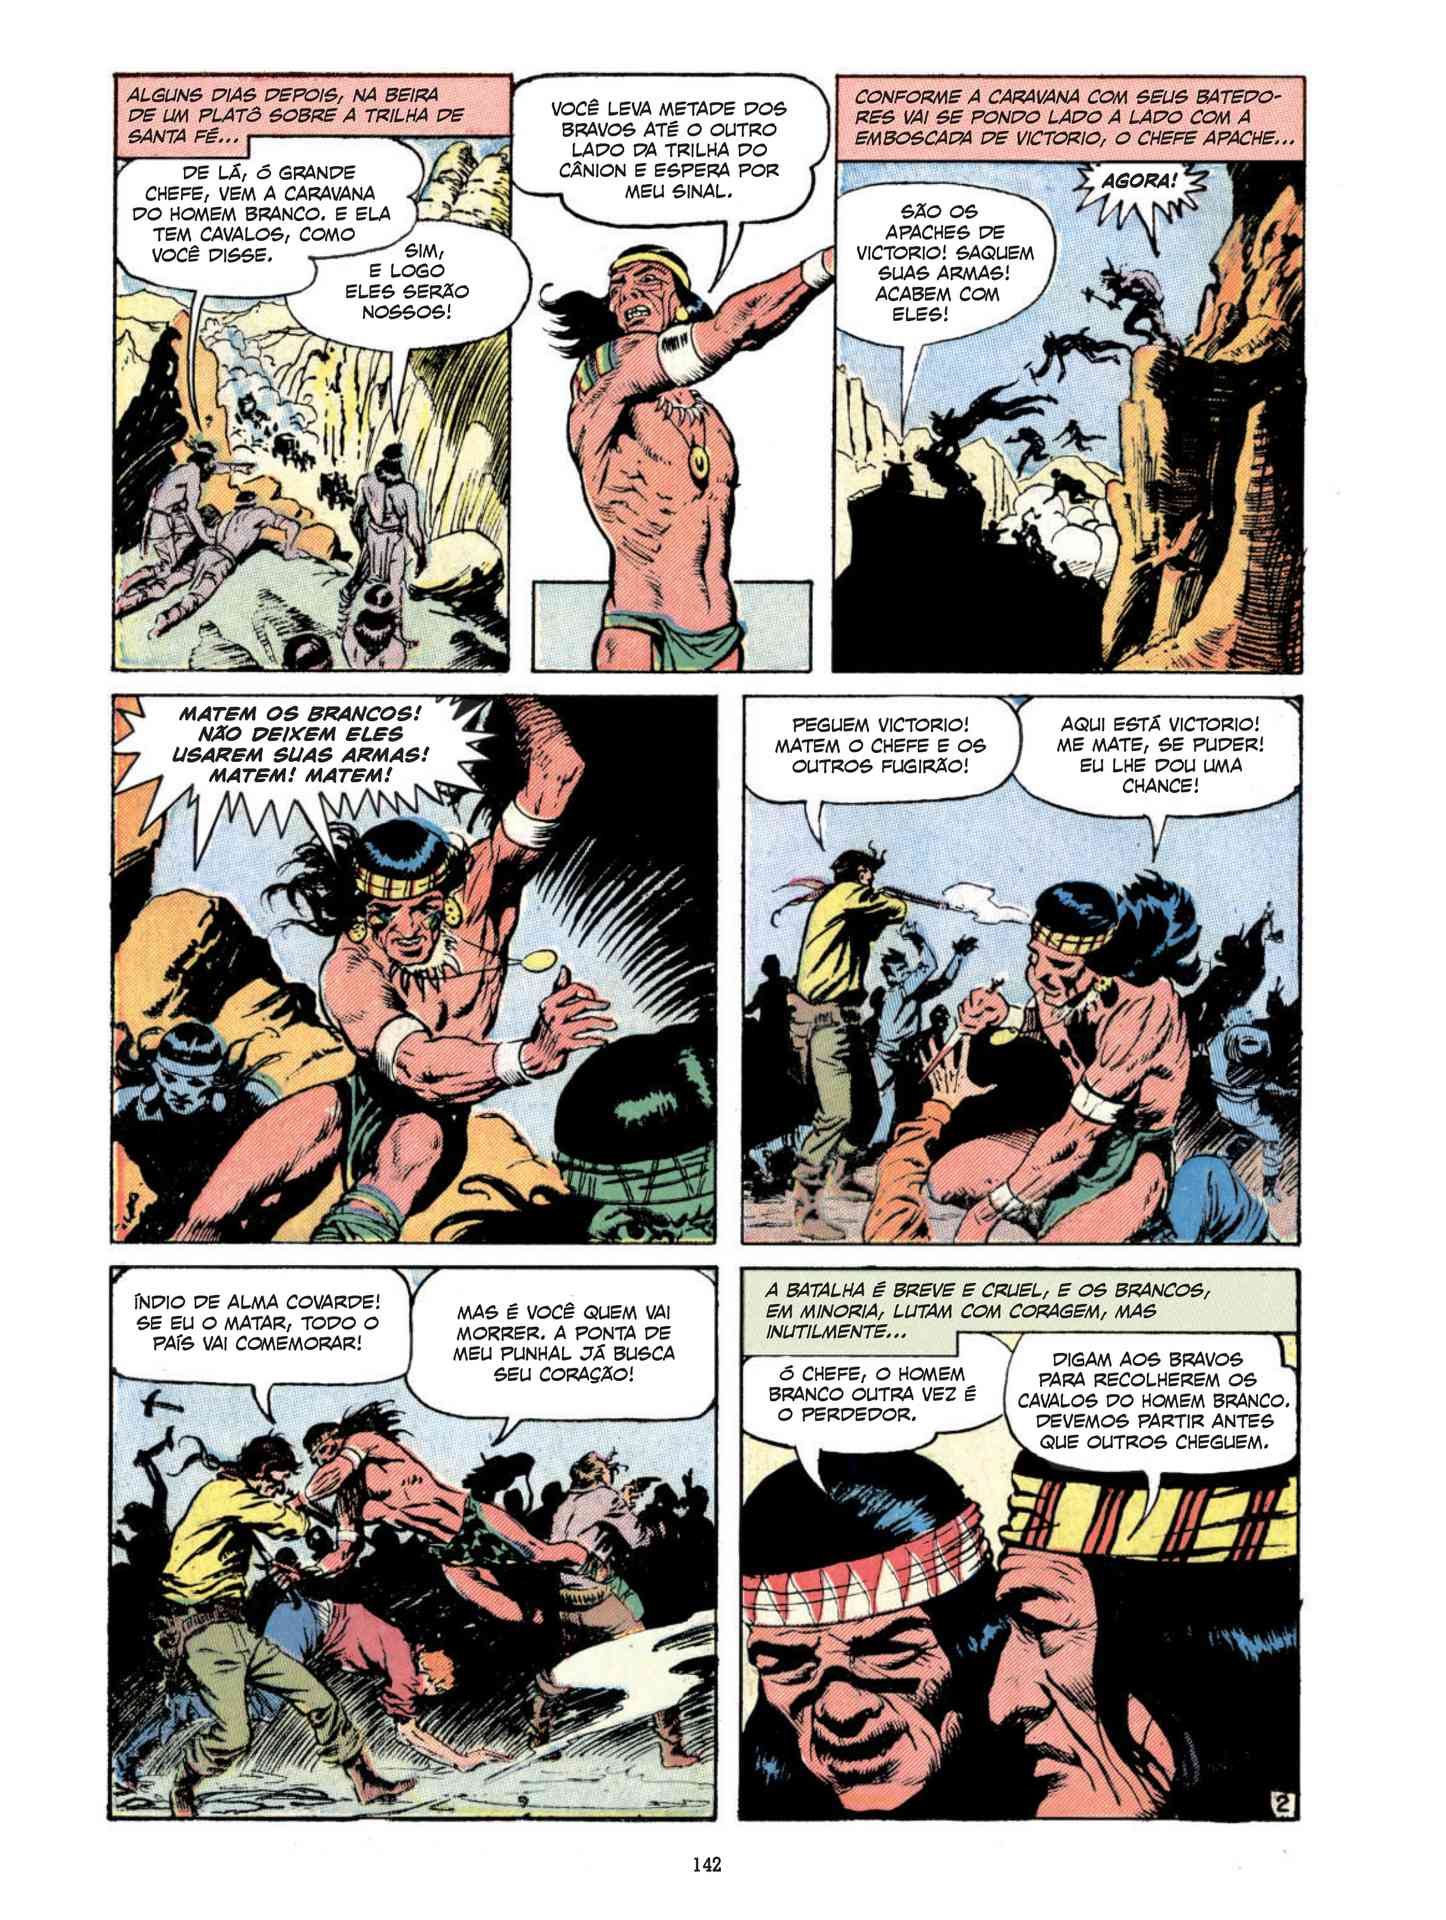 ALGUNS DIAS DEPOIS, NA BEIRA
DE UM PLATÔ SOBRE A TRILHA DE
SANTA FÉ...
DE LÁ, Ó GRANDE
CHEFE, VEM A CARAVANA
DO HOMEM BRANCO. E ELA
TEM CAVALOS, COMO
VOCÊ DISSE.
SIM,
E LOGO
ELES SERÃO
NOSSOS!
VOCÊ LEVA METADE DOS
BRAVOS ATÉ O OUTRO
LADO DA TRILHA DO
CÂNION E ESPERA POR
MEU SINAL.
CONFORME A CARAVANA COM SEUS BATEDO-
RES VAI SE PONDO LADO A LADO COM A
EMBOSCADA DE VICTORIO, O CHEFE APACHE...
AGORA!
SÃO OS
APACHES DE
VICTORIO! SAQUEM
SUAS ARMAS!
ACABEM COM
ELES!
MATEM OS BRANCOS!
NÃO DEIXEM ELES
USAREM SUAS ARMAS!
MATEM! MATEM!
PEGUEM VICTORIO!
MATEM O CHEFE E OS
OUTROS FUGIRÃO!
AQUI ESTÁ VICTORIO!
ME MATE, SE PUDER!
EU LHE DOU UMA
CHANCE!
ÍNDIO DE ALMA COVARDE!
SE EU O MATAR, TODO O
PAÍS VAI COMEMORAR!
MAS É VOCÊ QUEM VAI
MORRER. A PONTA DE
MEU PUNHAL JÁ BUSCA
SEU CORAÇÃO!
A BATALHA É BREVE E CRUEL, E OS BRANCOS,
EM MINORIA, LUTAM COM CORAGEM, MAS
INUTILMENTE...
Ó CHEFE, O HOMEM
BRANCO OUTRA VEZ É
O PERDEDOR.
DIGAM AOS BRAVOS
PARA RECOLHEREM OS
CAVALOS DO HOMEM BRANCO.
DEVEMOS PARTIR ANTES
QUE OUTROS CHEGUEM.
2
142